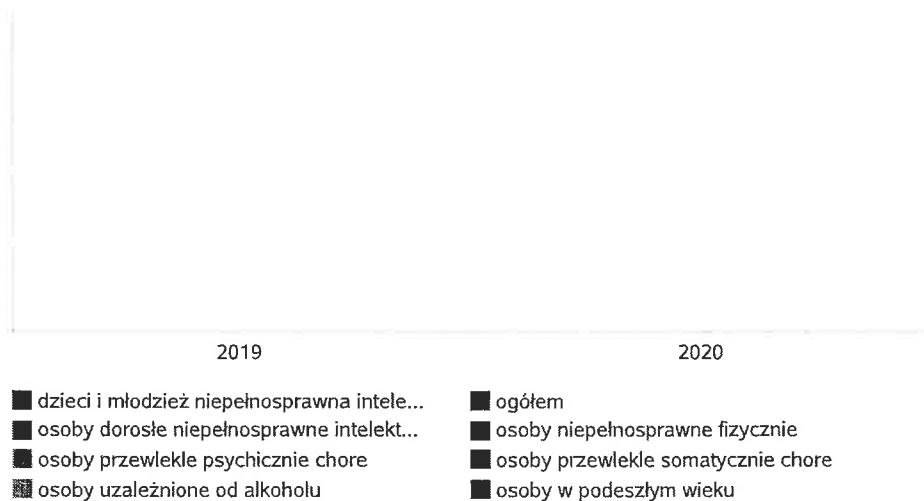 2019 2020
dzieci i młodzież niepełnosprawna intele... ogółem
osoby dorosłe niepełnosprawne intelekt... osoby niepełnosprawne fizycznie
osoby przewlekle psychicznie chore osoby przewlekle somatycznie chore
osoby uzależnione od alkoholu osoby w podeszłym wieku